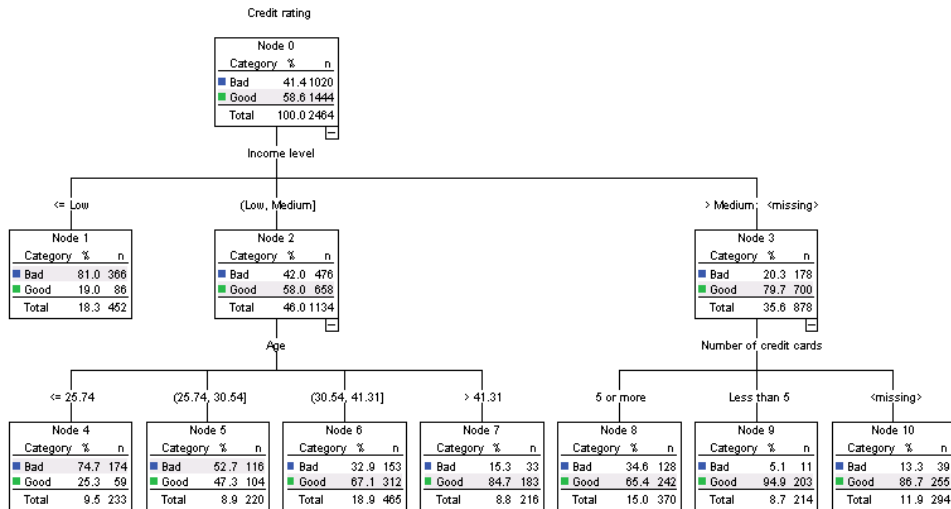 Credit rating
Node 0
Category % n
Bad 41.4 1020
Good 58.6 1444
Total 100.0 2464
Income level
<= Low
(Low, Medium]
> Medium; <missing>
Node 1
Category % n
Bad 81.0 366
Good 19.0 86
Total 18.3 452
Node 2
Category % n
Bad 42.0 476
Good 58.0 658
Total 46.0 1134
Node 3
Category % n
Bad 20.3 178
Good 79.7 700
Total 35.6 878
Age
Number of credit cards
<= 25.74
(25.74, 30.54]
(30.54, 41.31]
> 41.31
5 or more
Less than 5
<missing>
Node 4
Category % n
Bad 74.7 174
Good 25.3 59
Total 9.5 233
Node 5
Category % n
Bad 52.7 116
Good 47.3 104
Total 8.9 220
Node 6
Category % n
Bad 32.9 153
Good 67.1 312
Total 18.9 465
Node 7
Category % n
Bad 15.3 33
Good 84.7 183
Total 8.8 216
Node 8
Category % n
Bad 34.6 128
Good 65.4 242
Total 15.0 370
Node 9
Category % n
Bad 5.1 11
Good 94.9 203
Total 8.7 214
Node 10
Category % n
Bad 13.3 39
Good 86.7 255
Total 11.9 294